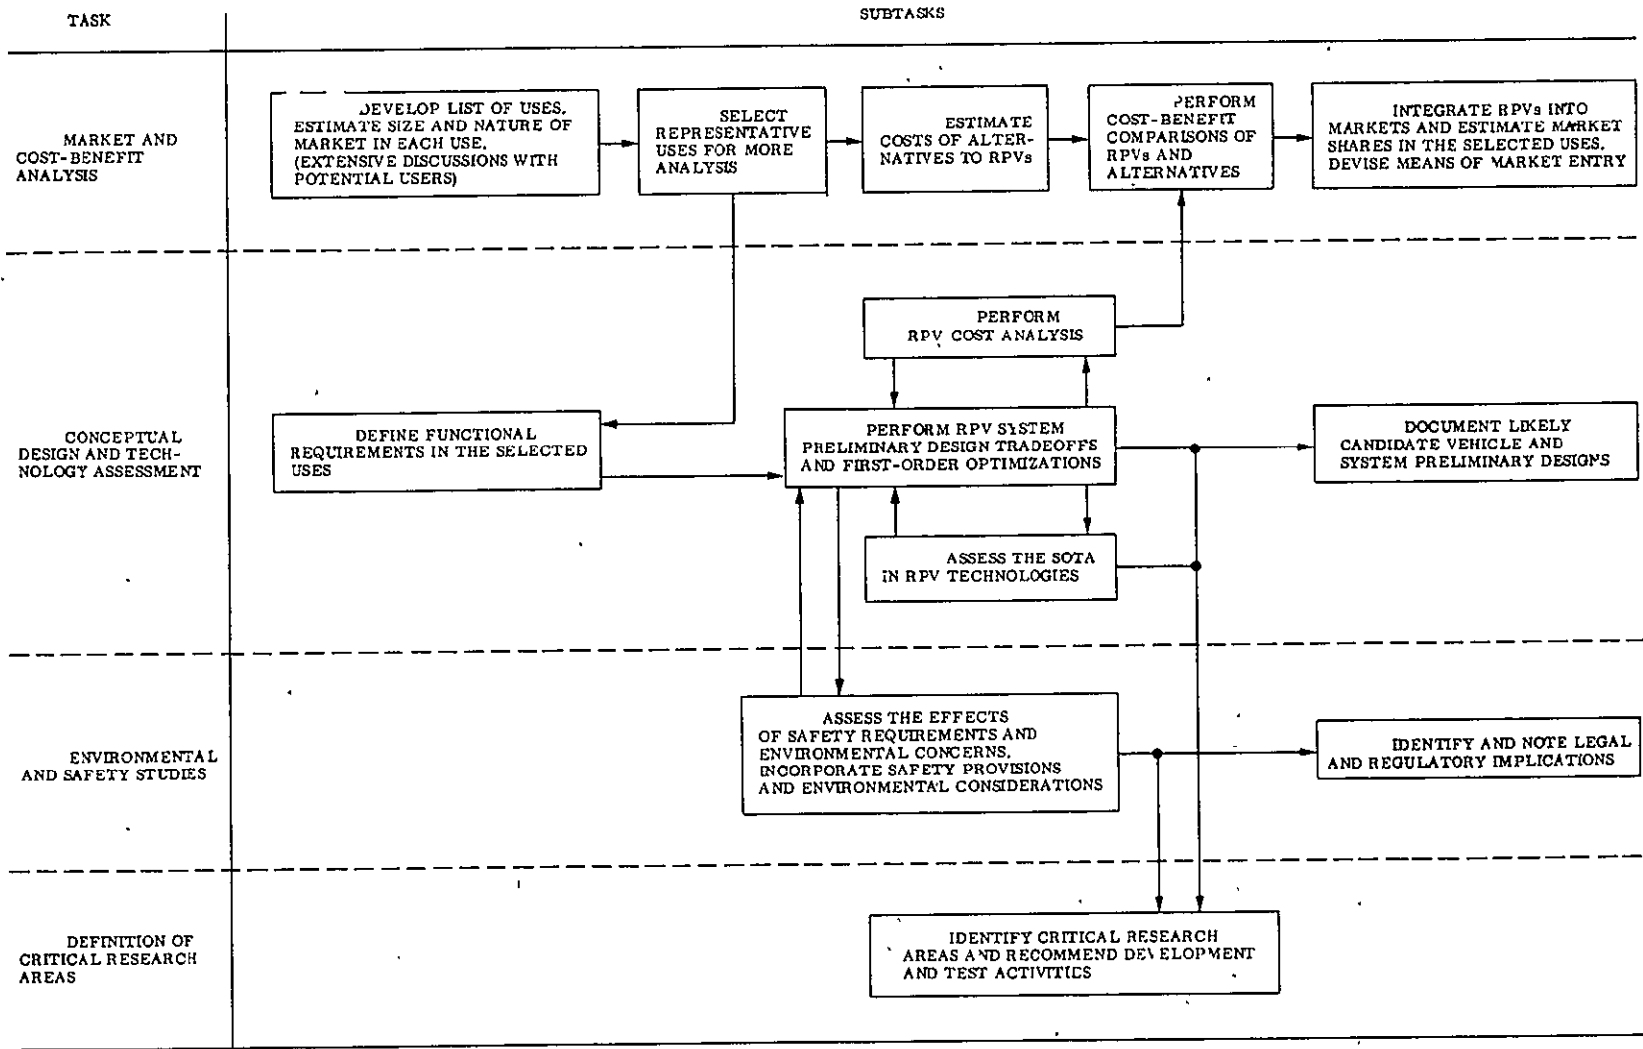 TASK
SUBTASKS
MARKET AND
COST-BENEFIT
ANALYSIS
DEVELOP LIST OF USES,
ESTIMATE SIZE AND NATURE OF
MARKET IN EACH USE.
(EXTENSIVE DISCUSSIONS WITH
POTENTIAL USERS)
SELECT
REPRESENTATIVE
USES FOR MORE
ANALYSIS
ESTIMATE
COSTS OF ALTER-
NATIVES TO RPVs
PERFORM
COST-BENEFIT
COMPARISONS OF
RPVs AND
ALTERNATIVES
INTEGRATE RPVs INTO
MARKETS AND ESTIMATE MARKET
SHARES IN THE SELECTED USES.
DEVISE MEANS OF MARKET ENTRY
CONCEPTUAL
DESIGN AND TECH-
NOLOGY ASSESSMENT
PERFORM
RPV COST ANALYSIS
DEFINE FUNCTIONAL
REQUIREMENTS IN THE SELECTED
USES
PERFORM RPV SYSTEM
PRELIMINARY DESIGN TRADEOFFS
AND FIRST-ORDER OPTIMIZATIONS
DOCUMENT LIKELY
CANDIDATE VEHICLE AND
SYSTEM PRELIMINARY DESIGNS
ASSESS THE SOTA
IN RPV TECHNOLOGIES
ENVIRONMENTAL
AND SAFETY STUDIES
ASSESS THE EFFECTS
OF SAFETY REQUIREMENTS AND
ENVIRONMENTAL CONCERNS,
INCORPORATE SAFETY PROVISIONS
AND ENVIRONMENTAL CONSIDERATIONS
IDENTIFY AND NOTE LEGAL
AND REGULATORY IMPLICATIONS
DEFINITION OF
CRITICAL RESEARCH
AREAS
IDENTIFY CRITICAL RESEARCH
AREAS AND RECOMMEND DEVELOPMENT
AND TEST ACTIVITIES